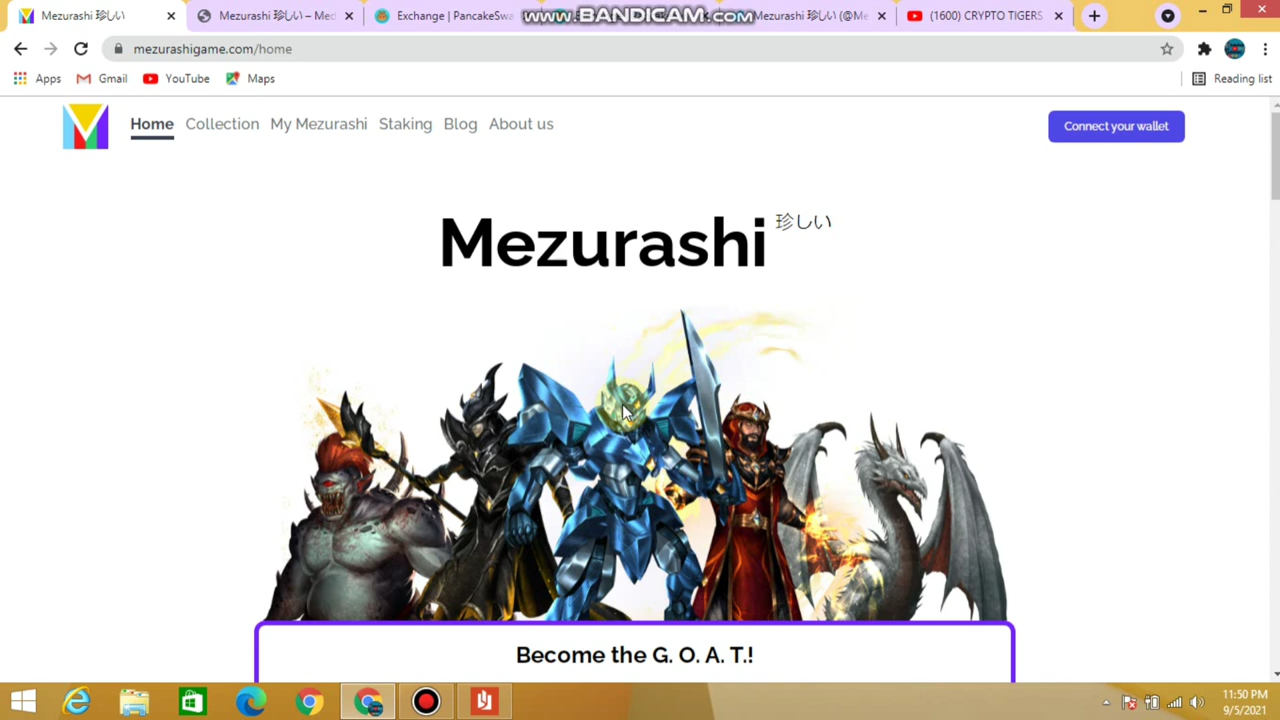 Mezurashi 珍しい
Mezurashi 珍しい – Med
Exchange | PancakeSwa
www.BANDICAM.com
Mezurashi 珍しい (@Me
(1600) CRYPTO TIGERS
mezurashigame.com/home
Apps
Gmail
YouTube
Maps
Reading list
Home
Collection
My Mezurashi
Staking
Blog
About us
Connect your wallet
Mezurashi 珍しい
Become the G. O. A. T.!
11:50 PM
9/5/2021